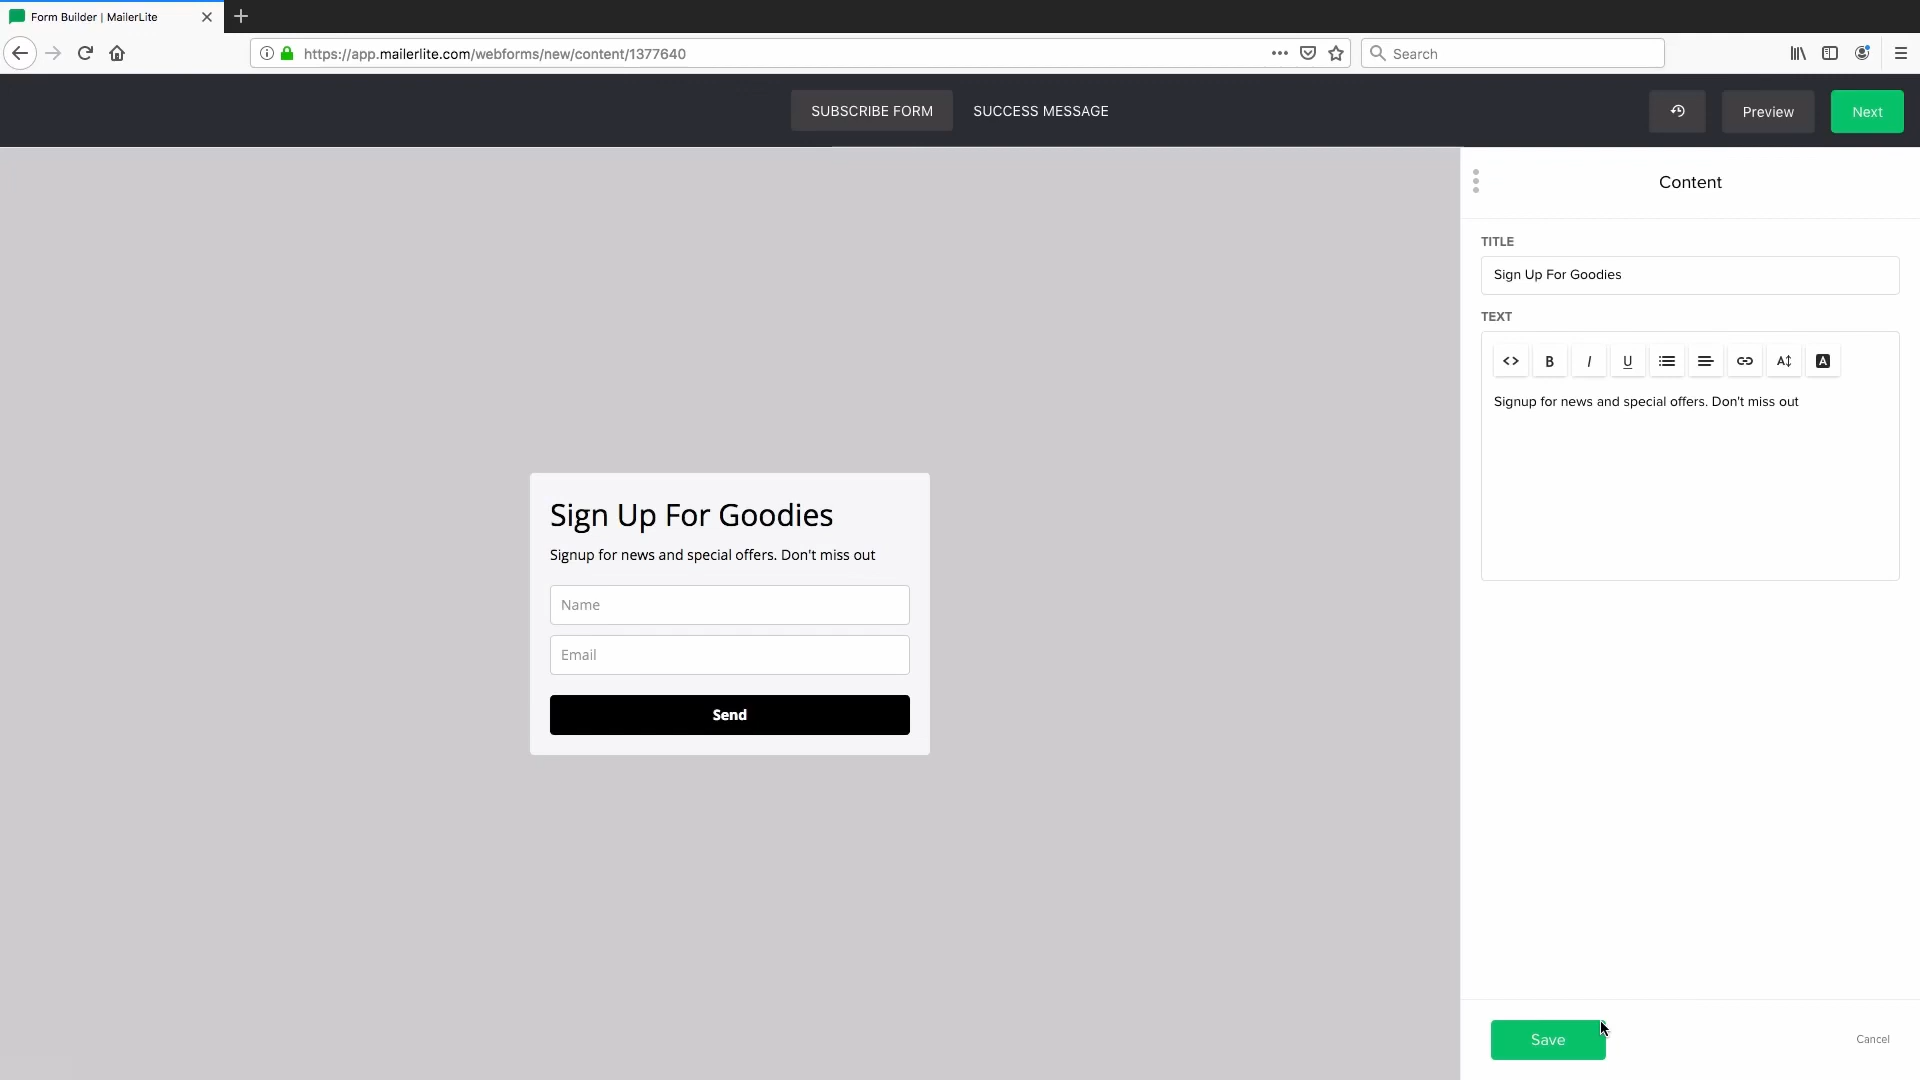 Form Builder | MailerLite
https://app.mailerlite.com/webforms/new/content/1377640
Search
SUBSCRIBE FORM
SUCCESS MESSAGE
Preview
Next
Content
TITLE
Sign Up For Goodies
TEXT
<> B I U A A
Signup for news and special offers. Don't miss out
Sign Up For Goodies
Signup for news and special offers. Don't miss out
Name
Email
Send
Save
Cancel